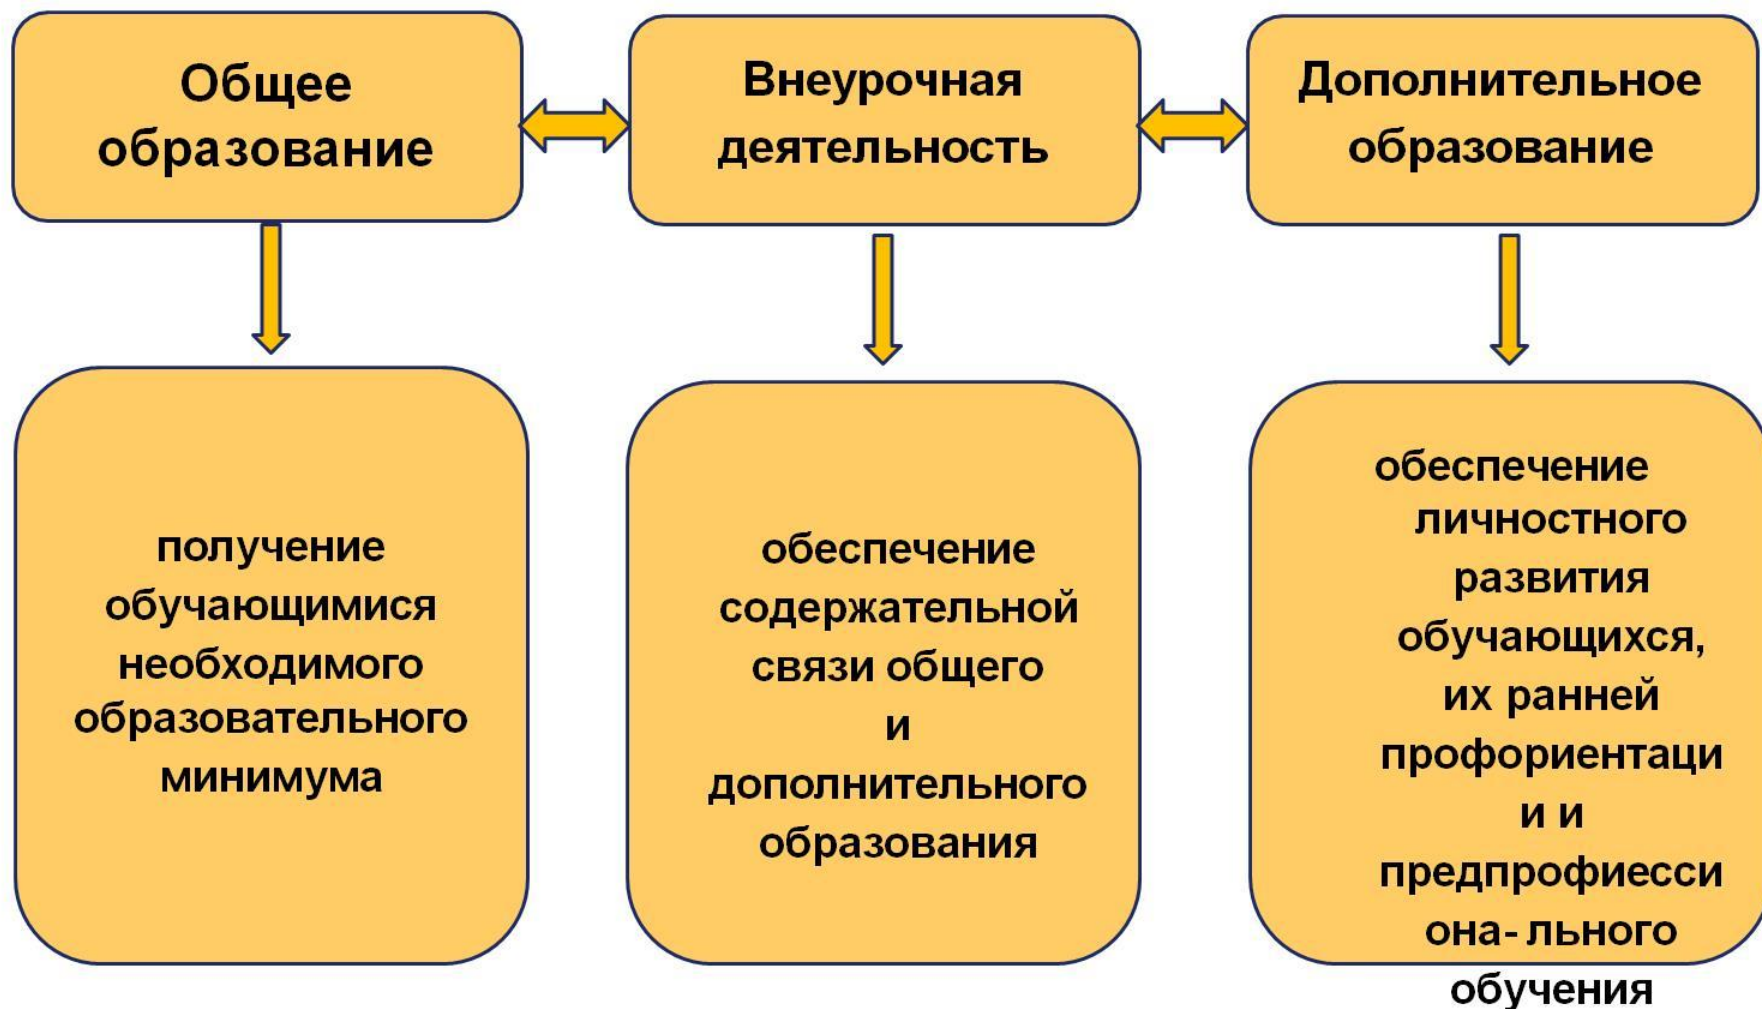 Общее
образование
Внеурочная
деятельность
Дополнительное
образование
получение
обучающимися
необходимого
образовательного
минимума
обеспечение
содержательной
связи общего
и
дополнительного
образования
обеспечение
личностного
развития
обучающихся,
их ранней
профориентаци
и и
предпрофиесси
она- льного
обучения